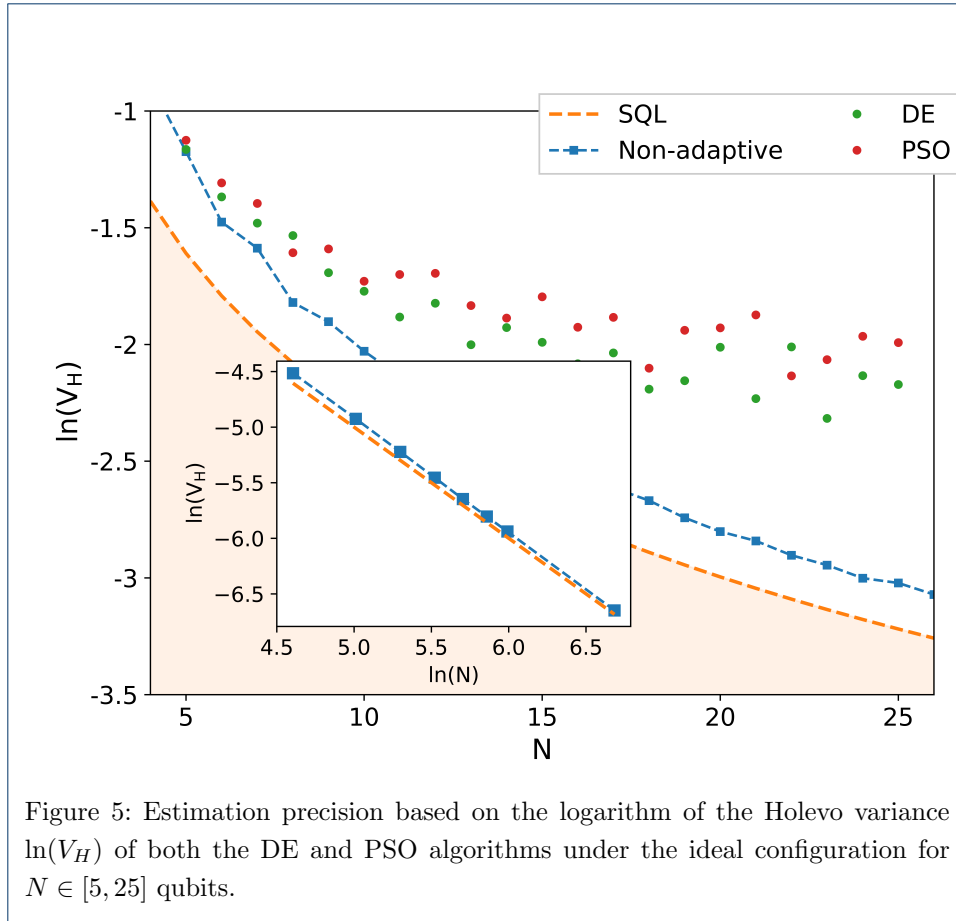 SQL
Non-adaptive
DE
PSO
-1
-1.5
-2
-2.5
-3
-3.5
ln(V_H)
−4.5
−5.0
−5.5
−6.0
−6.5
ln(V_H)
4.5 5.0 5.5 6.0 6.5
ln(N)
5 10 15 20 25
N
Figure 5: Estimation precision based on the logarithm of the Holevo variance
ln(V_H) of both the DE and PSO algorithms under the ideal configuration for
N ∈ [5, 25] qubits.